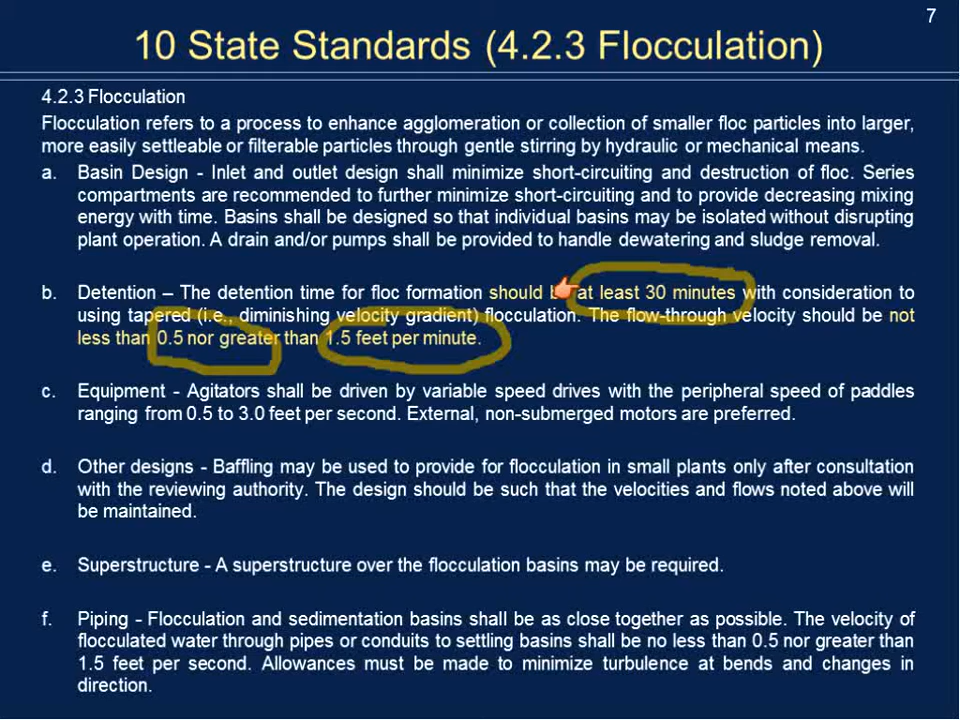 7
10 State Standards (4.2.3 Flocculation)
4.2.3 Flocculation
Flocculation refers to a process to enhance agglomeration or collection of smaller floc particles into larger,
more easily settleable or filterable particles through gentle stirring by hydraulic or mechanical means.
a. Basin Design - Inlet and outlet design shall minimize short-circuiting and destruction of floc. Series
compartments are recommended to further minimize short-circuiting and to provide decreasing mixing
energy with time. Basins shall be designed so that individual basins may be isolated without disrupting
plant operation. A drain and/or pumps shall be provided to handle dewatering and sludge removal.
b. Detention – The detention time for floc formation should at least 30 minutes with consideration to
using tapered (i.e., diminishing velocity gradient) flocculation. The flow-through velocity should be not
less than 0.5 nor greater than 1.5 feet per minute.
c. Equipment - Agitators shall be driven by variable speed drives with the peripheral speed of paddles
ranging from 0.5 to 3.0 feet per second. External, non-submerged motors are preferred.
d. Other designs - Baffling may be used to provide for flocculation in small plants only after consultation
with the reviewing authority. The design should be such that the velocities and flows noted above will
be maintained.
e. Superstructure - A superstructure over the flocculation basins may be required.
f. Piping - Flocculation and sedimentation basins shall be as close together as possible. The velocity of
flocculated water through pipes or conduits to settling basins shall be no less than 0.5 nor greater than
1.5 feet per second. Allowances must be made to minimize turbulence at bends and changes in
direction.